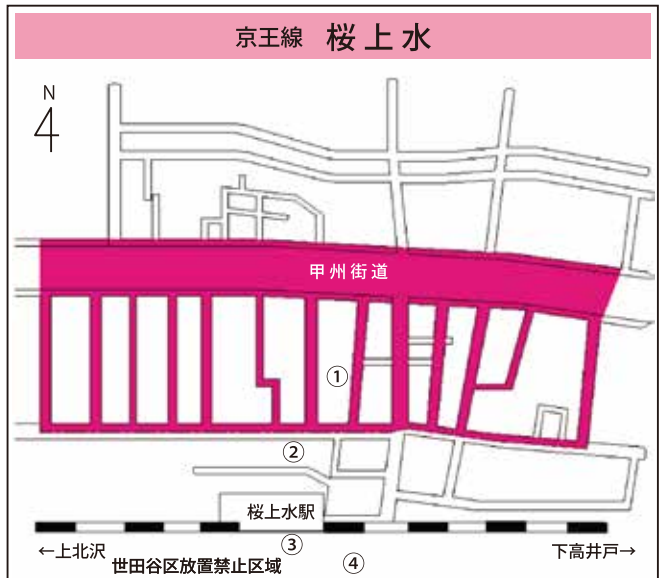 京王線 桜上水
N
甲州街道
①
②
桜上水駅
③
←上北沢
下高井戸→
世田谷区放置禁止区域
④